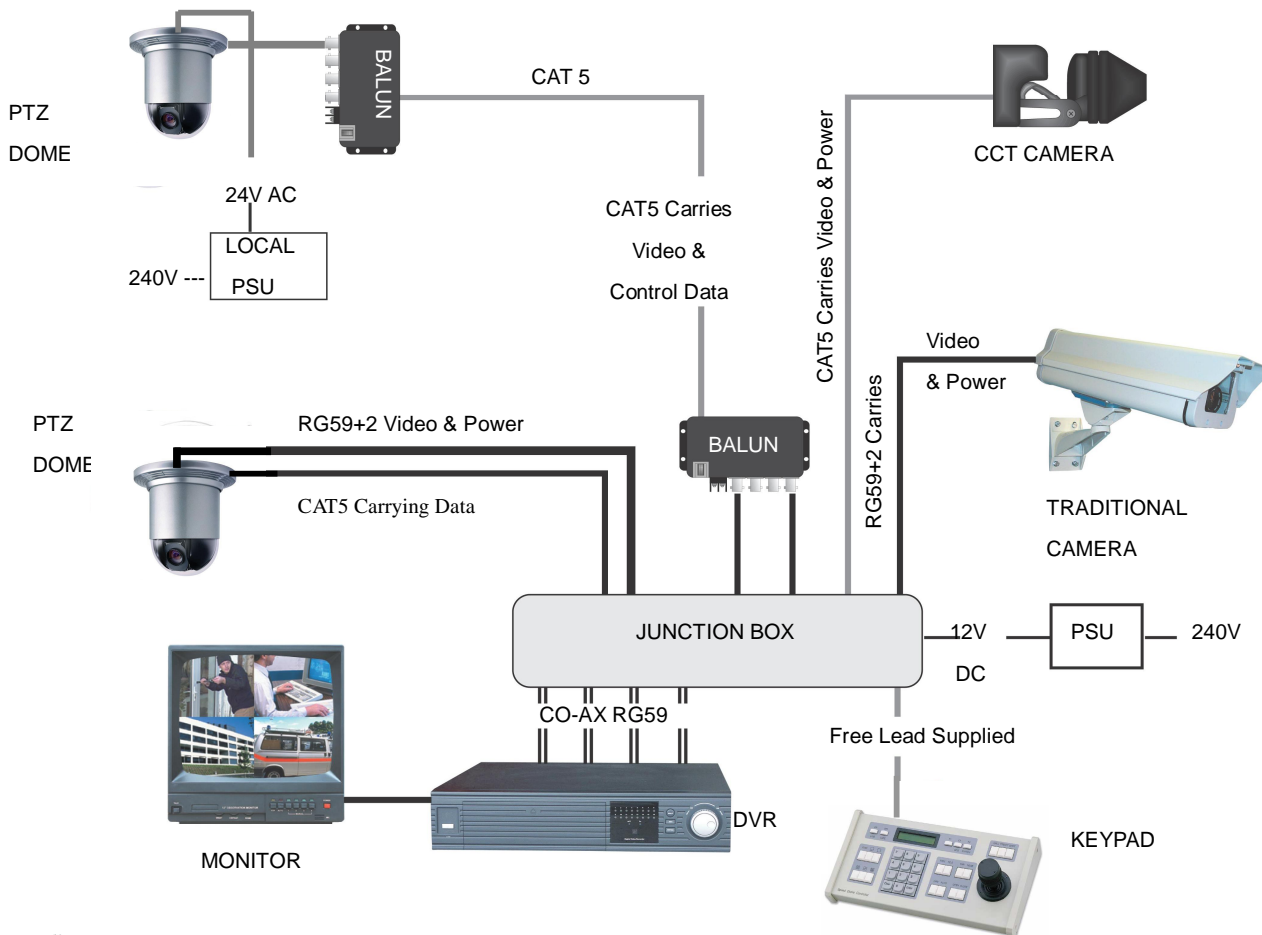 PTZ
DOME
BALUN
CAT 5
24V AC
LOCAL
PSU
240V ---
CAT5 Carries
Video &
Control Data
CAT5 Carries Video & Power
CCT CAMERA
RG59+2 Carries
Video
& Power
TRADITIONAL
CAMERA
PTZ
DOME
RG59+2 Video & Power
CAT5 Carrying Data
BALUN
JUNCTION BOX
12V
DC
PSU
240V
CO-AX RG59
Free Lead Supplied
MONITOR
DVR
KEYPAD